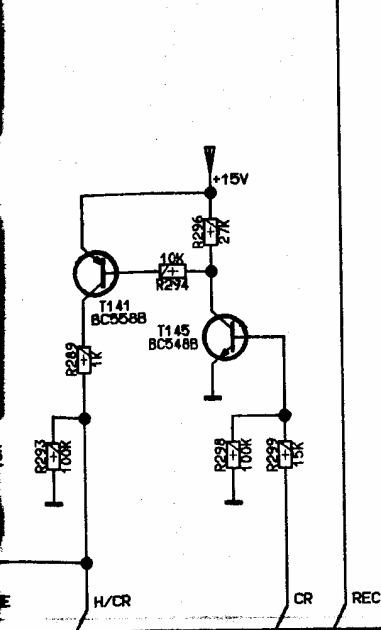 +15V
R296
27K
10K
R294
T141
BC558B
T145
BC548B
R289
1K
R293
100K
R298
100K
R299
15K
H/CR
CR
REC